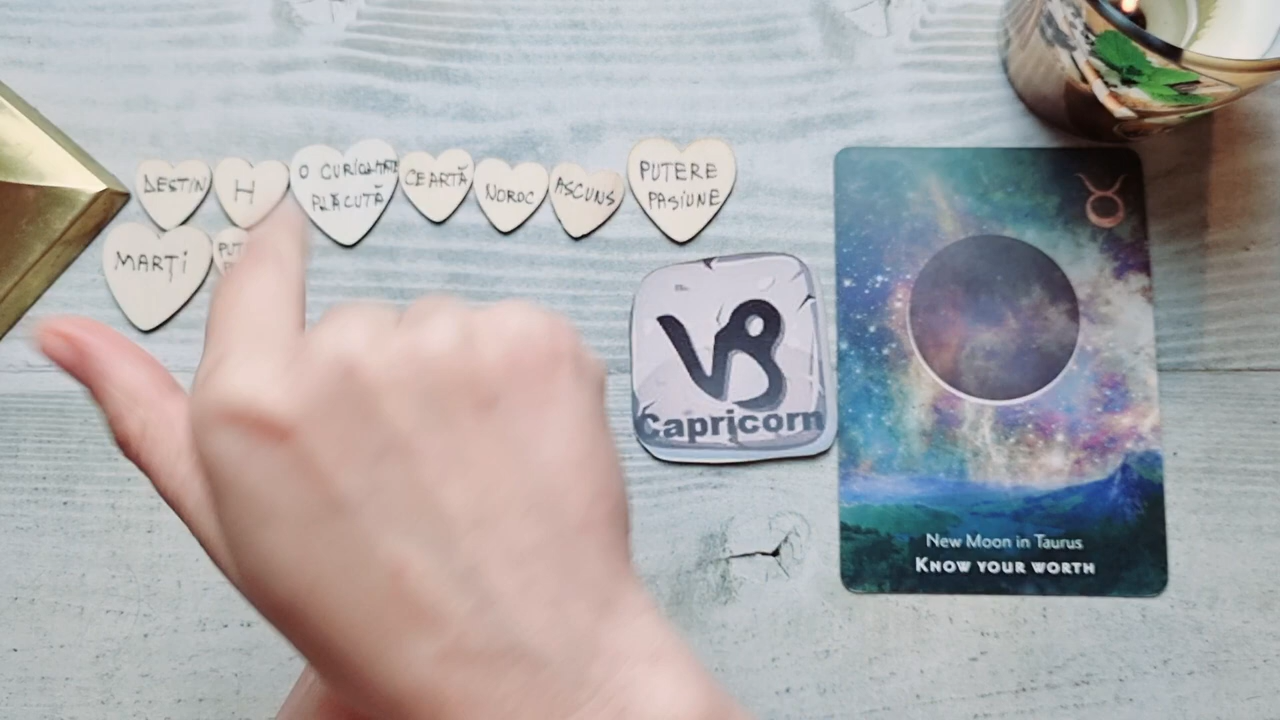 DESTIN
H
O CURIOZITATE
PLĂCUTĂ
CEARTĂ
NOROC
ASCUNS
PUTERE
PASIUNE
MARȚI
Capricorn
New Moon in Taurus
KNOW YOUR WORTH